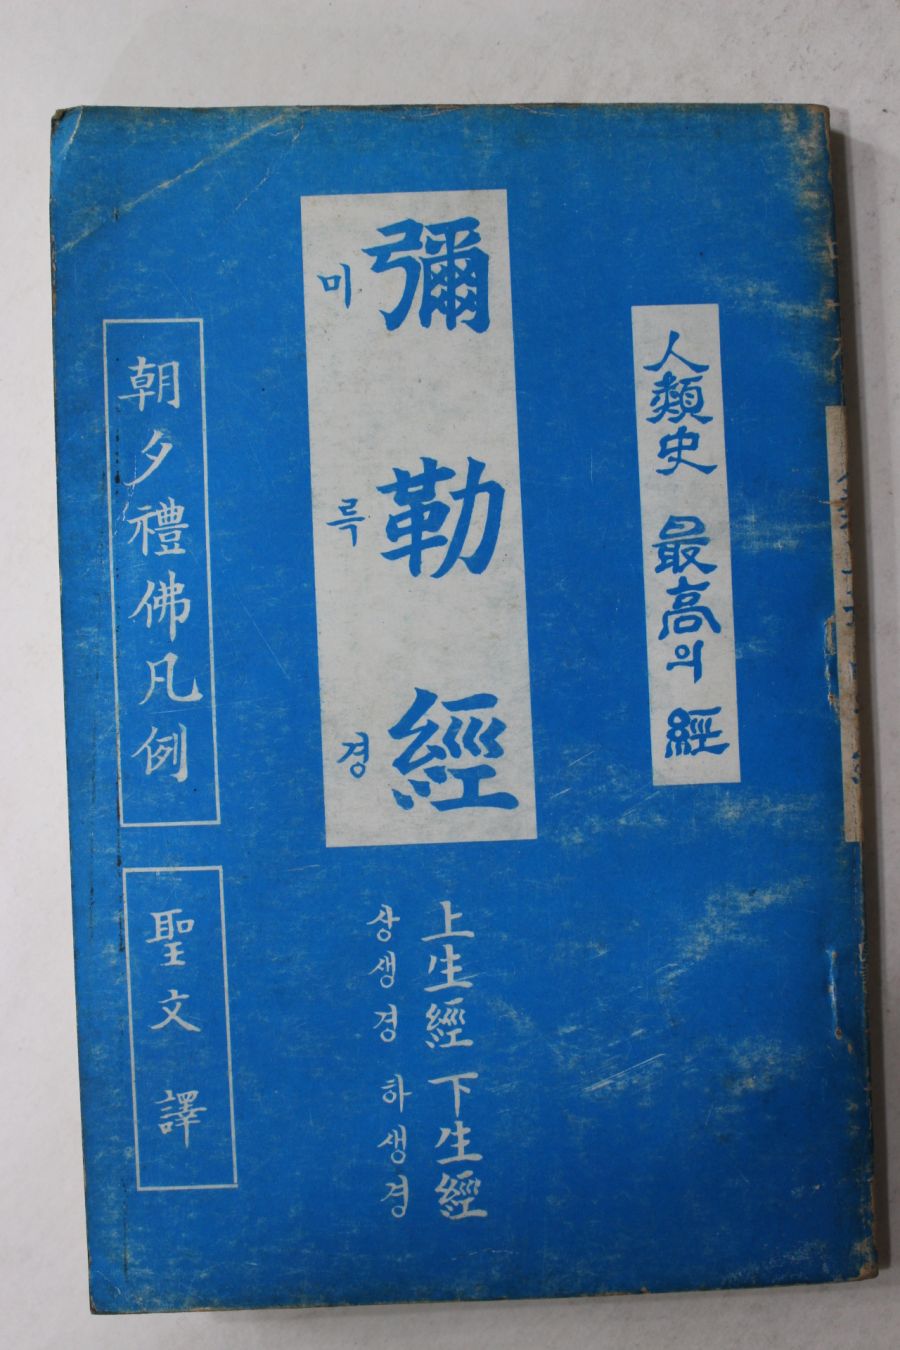 人類史 最高의 經
彌勒經
미륵경
上生經 下生經
상생경 하생경
朝夕禮佛凡例
聖文 譯